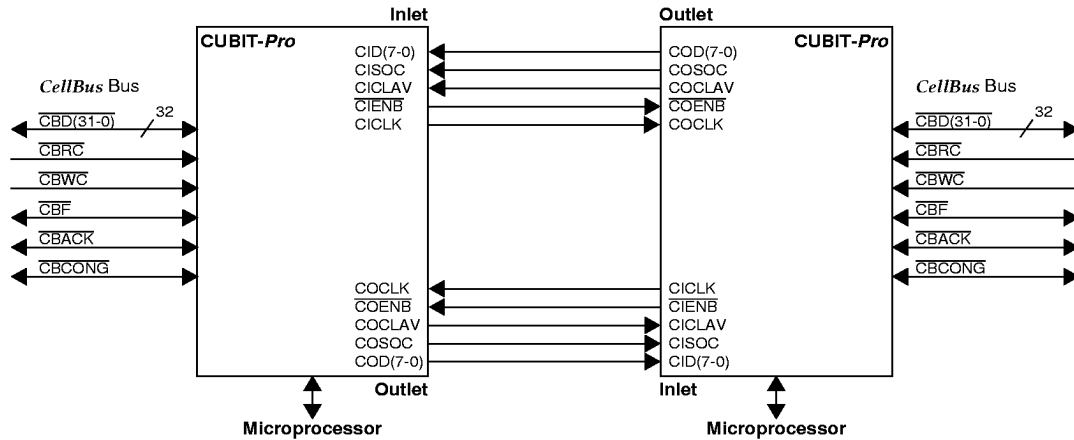 Inlet
Outlet
CUBIT-Pro
CUBIT-Pro
CID(7-0)
COD(7-0)
CISOC
COSOC
CICLAV
COCLAV
CIENB
COENB
CICLK
COCLK
CellBus Bus
CBD(31-0)
32
CBRC
CBWC
CBF
CBACK
CBCONG
CellBus Bus
CBD(31-0)
32
CBRC
CBWC
CBF
CBACK
CBCONG
COCLK
CICLK
COENB
CIENB
COCLAV
CICLAV
COSOC
CISOC
COD(7-0)
CID(7-0)
Outlet
Inlet
Microprocessor
Microprocessor